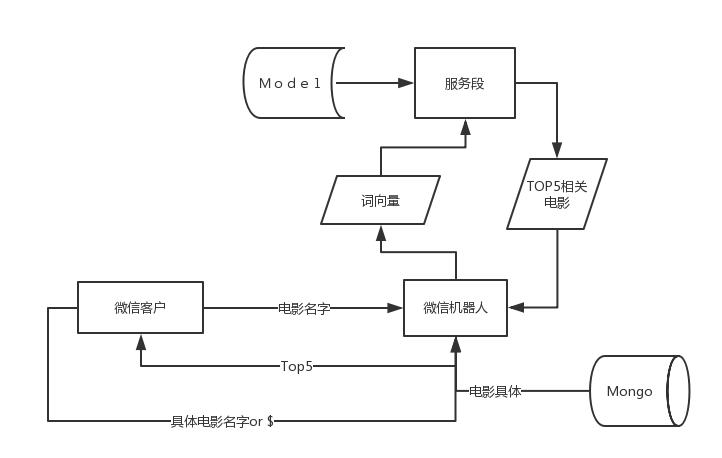 Model
服务段
TOP5相关
电影
词向量
微信客户
电影名字
微信机器人
Top5
电影具体
Mongo
具体电影名字or $